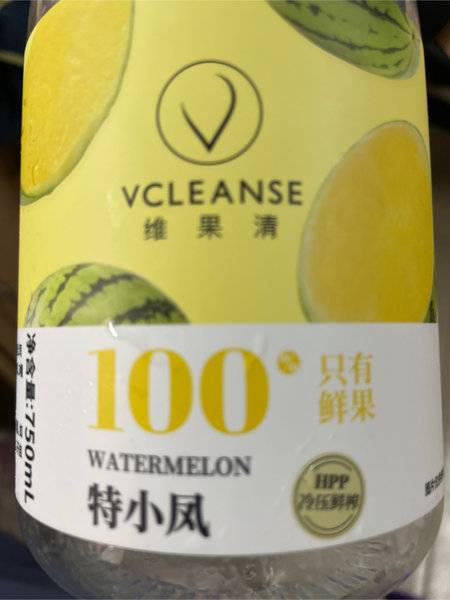 VCLEANSE
维果清
100%
只有
鲜果
WATERMELON
特小凤
HPP
冷压鲜榨
净含量:750mL